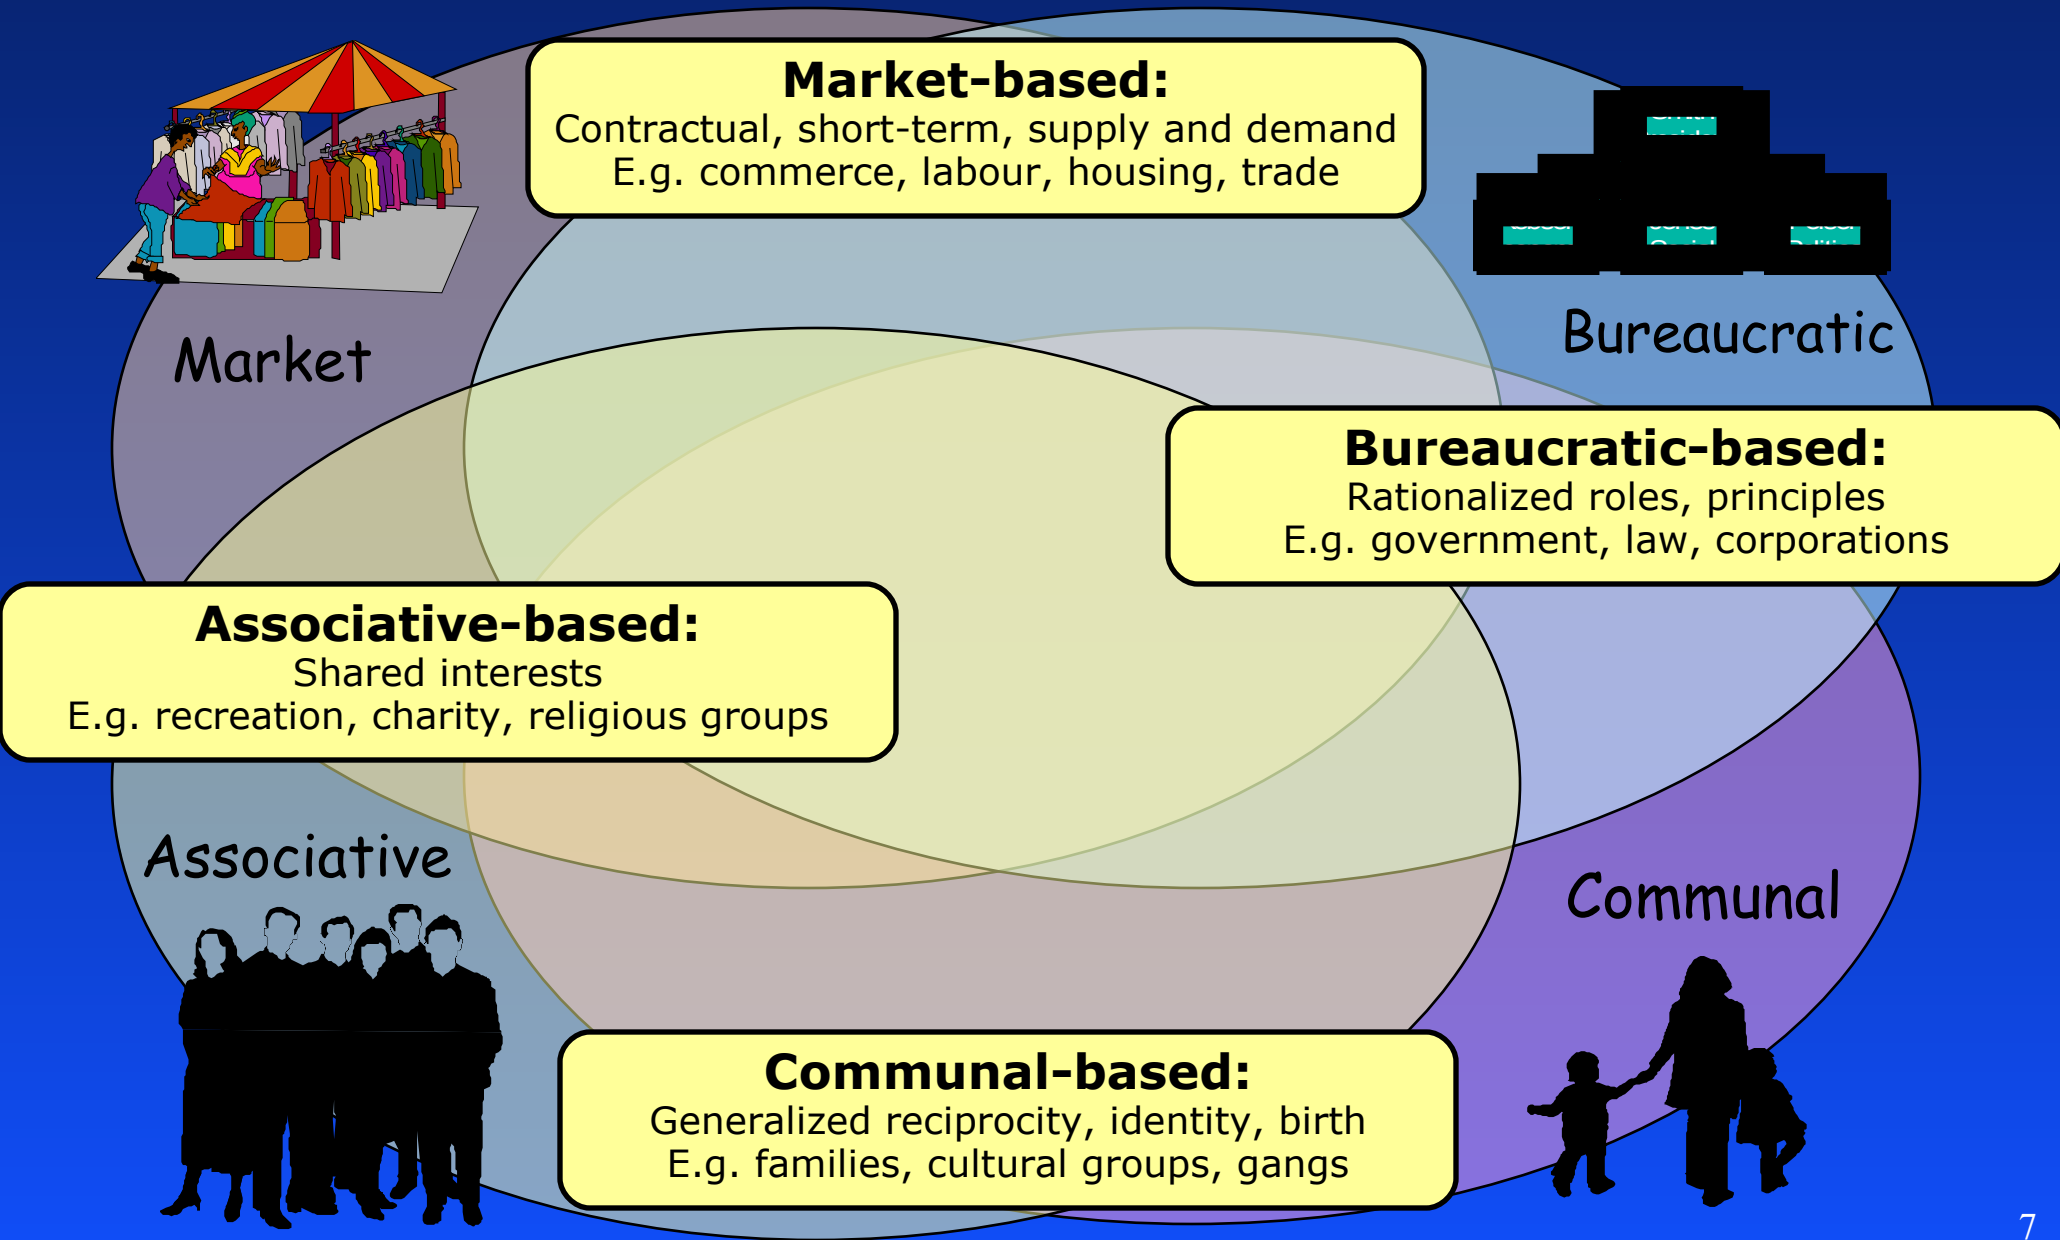 Market-based:
Contractual, short-term, supply and demand
E.g. commerce, labour, housing, trade
Market
Bureaucratic
Bureaucratic-based:
Rationalized roles, principles
E.g. government, law, corporations
Associative-based:
Shared interests
E.g. recreation, charity, religious groups
Associative
Communal
Communal-based:
Generalized reciprocity, identity, birth
E.g. families, cultural groups, gangs
7